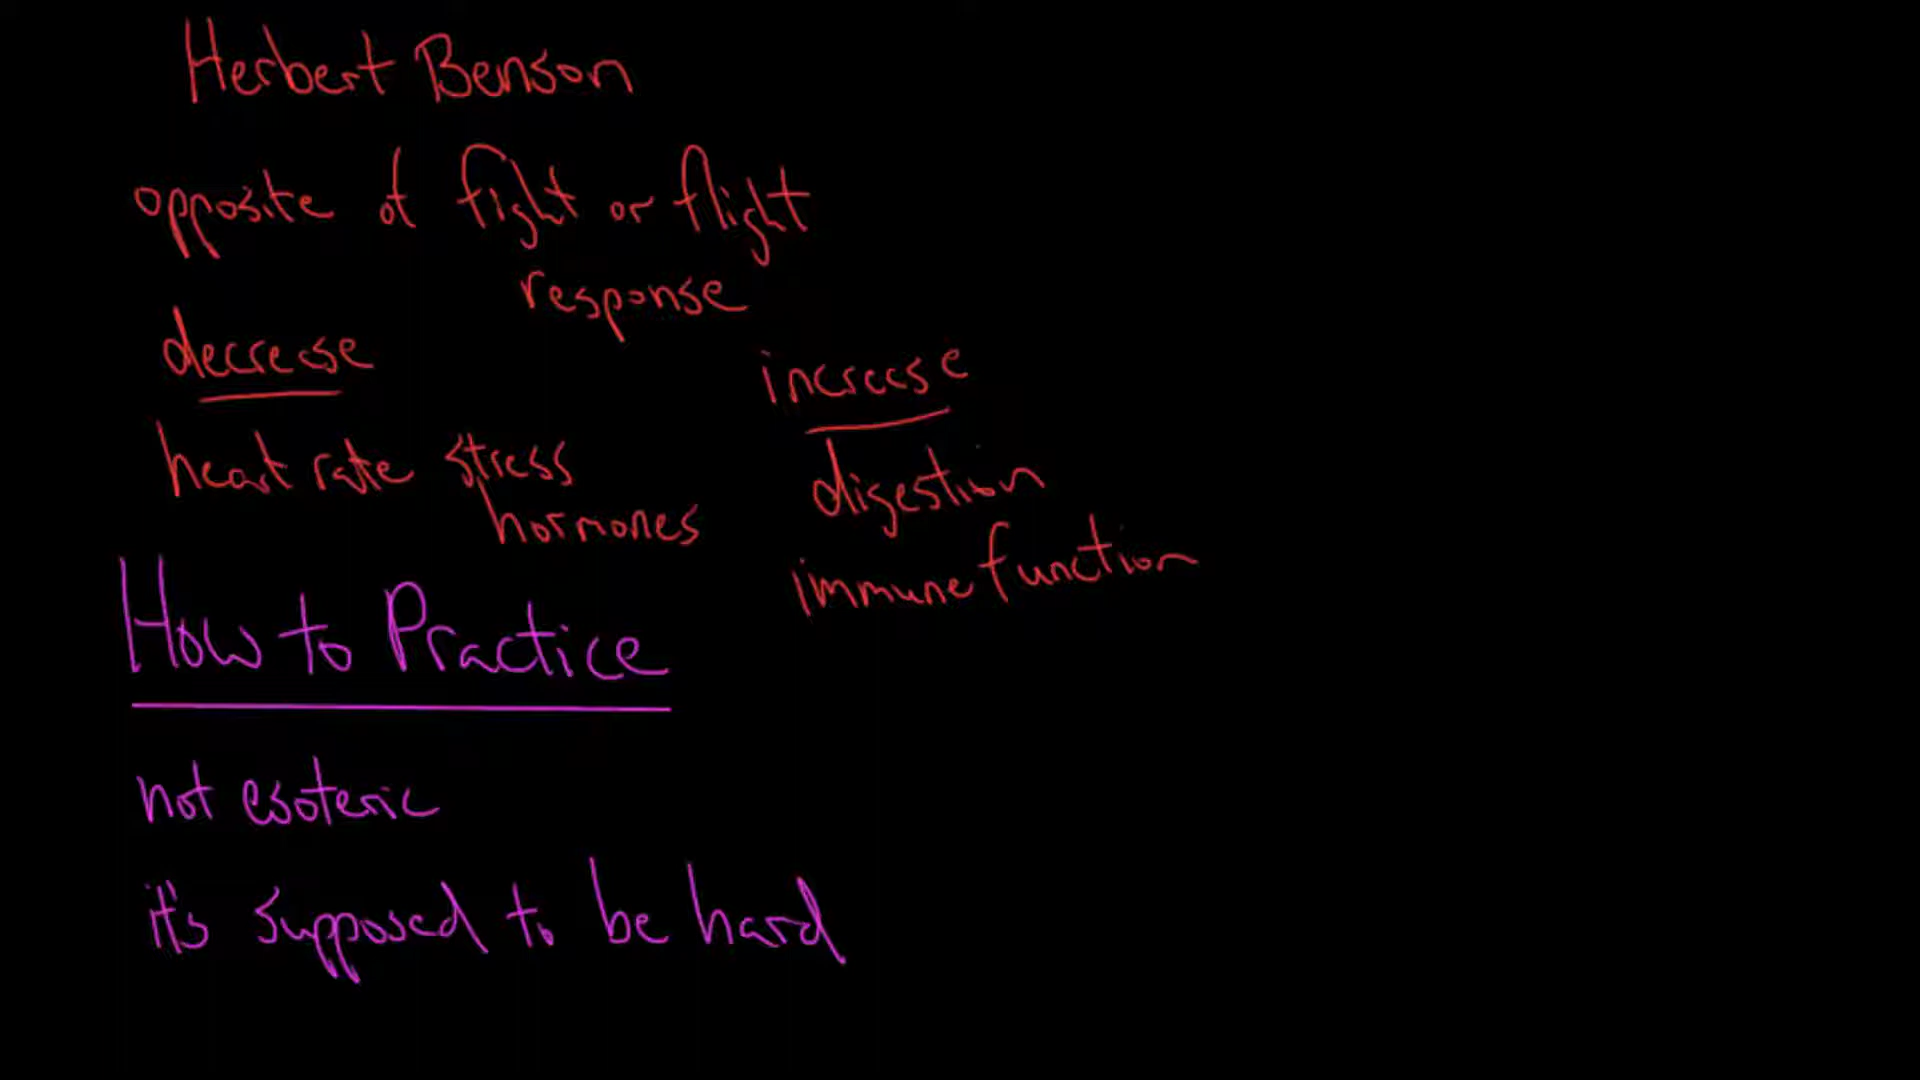 Herbert Benson
opposite of fight or flight
response
decrease
increase
heart rate stress
hormones
digestion
immune function
How to Practice
not esoteric
it's supposed to be hard